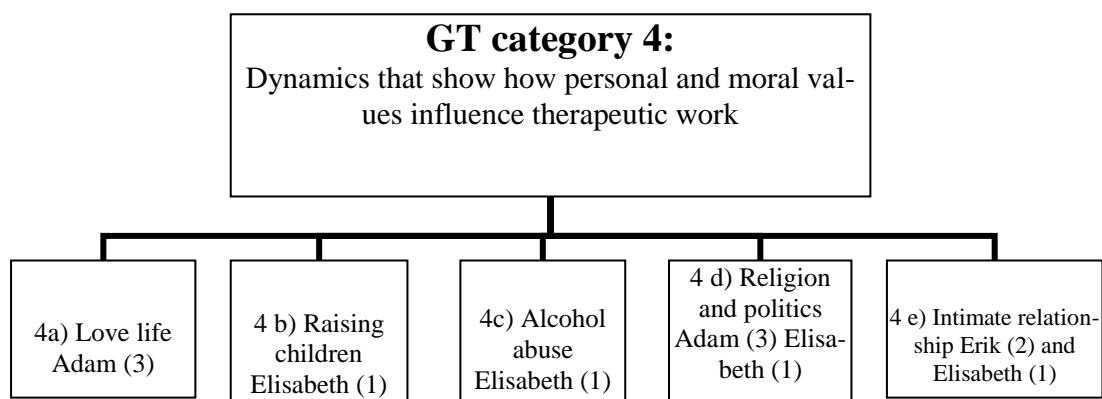 GT category 4:
Dynamics that show how personal and moral val-
ues influence therapeutic work
4a) Love life
Adam (3)
4 b) Raising
children
Elisabeth (1)
4c) Alcohol
abuse
Elisabeth (1)
4 d) Religion
and politics
Adam (3) Elisa-
beth (1)
4 e) Intimate relation-
ship Erik (2) and
Elisabeth (1)